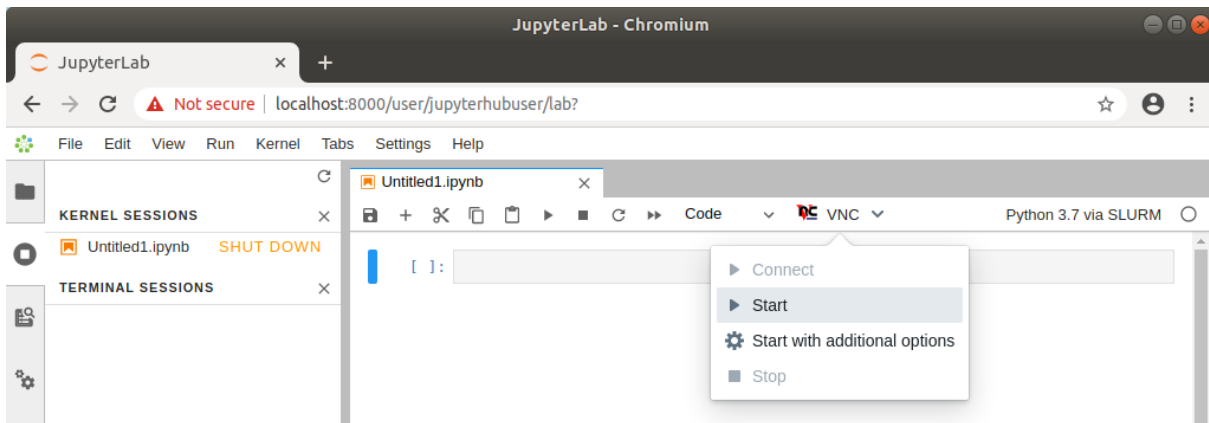 JupyterLab - Chromium
JupyterLab
Not secure localhost:8000/user/jupyterhubuser/lab?
File Edit View Run Kernel Tabs Settings Help
Untitled1.ipynb
KERNEL SESSIONS
Code VNC Python 3.7 via SLURM
Untitled1.ipynb SHUT DOWN
[ ]:
TERMINAL SESSIONS
Connect
Start
Start with additional options
Stop